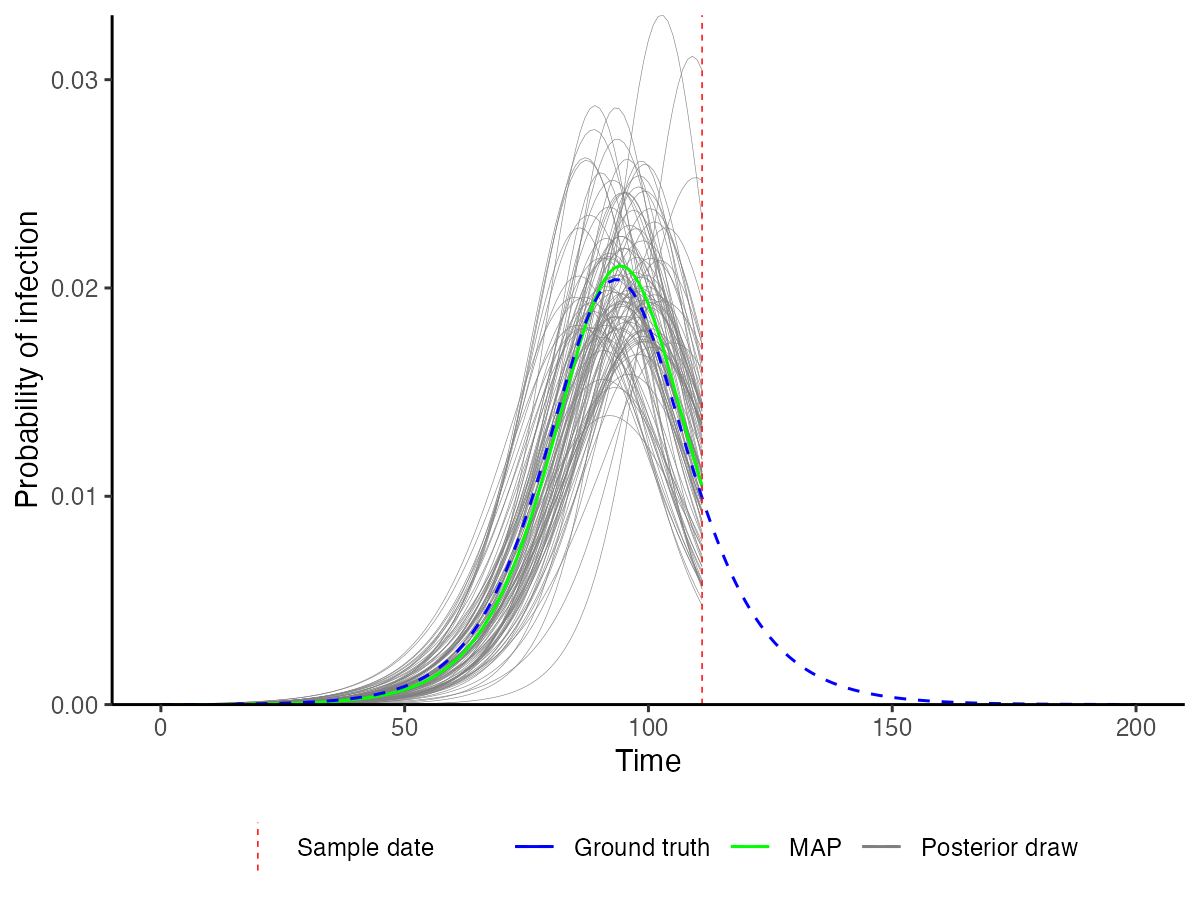 Probability of infection
0.03
0.02
0.01
0.00
0 50 100 150 200
Time
Sample date Ground truth MAP Posterior draw